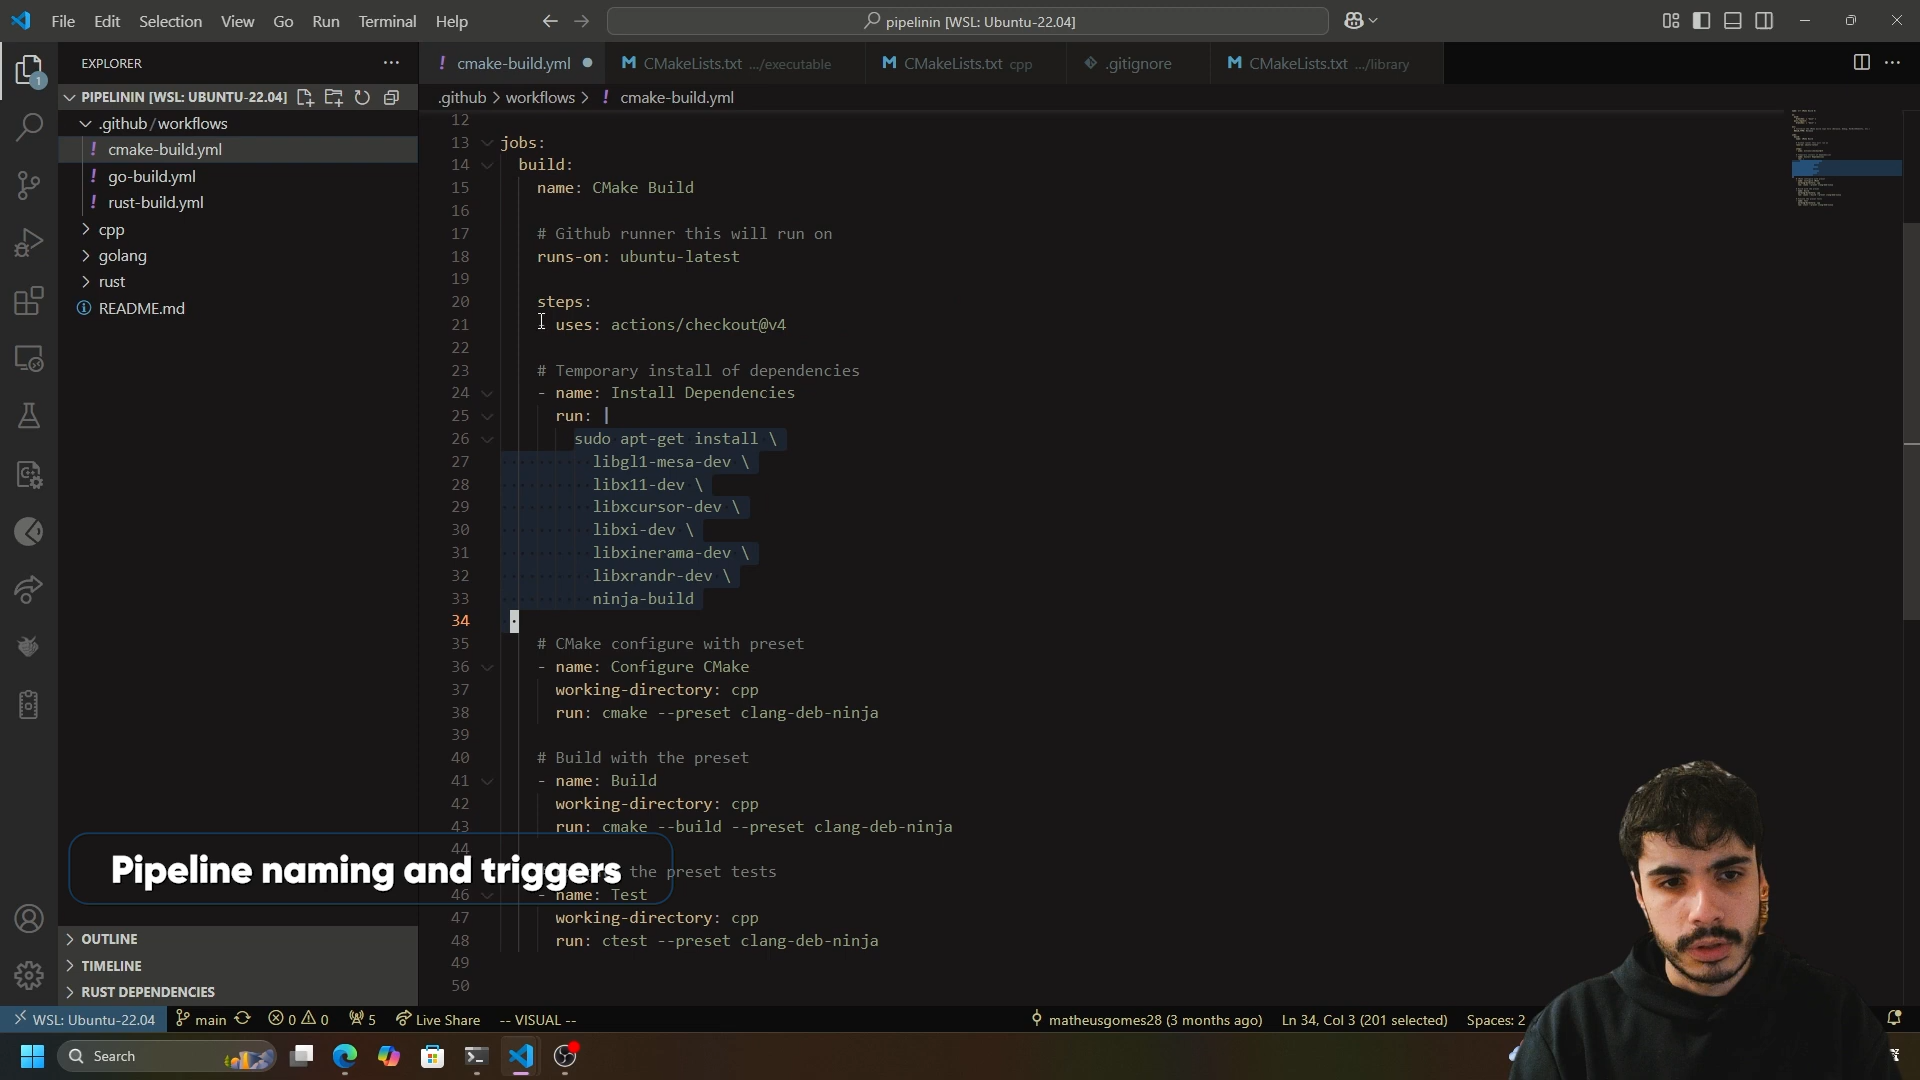 File Edit Selection View Go Run Terminal Help
pipelinin [WSL: Ubuntu-22.04]
EXPLORER
cmake-build.yml
CMakeLists.txt .../executable
CMakeLists.txt cpp
.gitignore
CMakeLists.txt .../library
PIPELININ [WSL: UBUNTU-22.04]
.github > workflows > ! cmake-build.yml
.github / workflows
! cmake-build.yml
! go-build.yml
! rust-build.yml
> cpp
> golang
> rust
README.md
12
13 jobs:
14 build:
15 name: CMake Build
16
17 # Github runner this will run on
18 runs-on: ubuntu-latest
19
20 steps:
21 uses: actions/checkout@v4
22
23 # Temporary install of dependencies
24 - name: Install Dependencies
25 run: |
26 sudo apt-get install \
27 libgl1-mesa-dev \
28 libx11-dev \
29 libxcursor-dev \
30 libxi-dev \
31 libxinerama-dev \
32 libxrandr-dev \
33 ninja-build
34
35 # CMake configure with preset
36 - name: Configure CMake
37 working-directory: cpp
38 run: cmake --preset clang-deb-ninja
39
40 # Build with the preset
41 - name: Build
42 working-directory: cpp
43 run: cmake --build --preset clang-deb-ninja
44
the preset tests
46 - name: Test
47 working-directory: cpp
48 run: ctest --preset clang-deb-ninja
49
50
Pipeline naming and triggers
> OUTLINE
> TIMELINE
> RUST DEPENDENCIES
WSL: Ubuntu-22.04 main 0 0 5 Live Share -- VISUAL -- matheusgomes28 (3 months ago) Ln 34, Col 3 (201 selected) Spaces: 2
Search